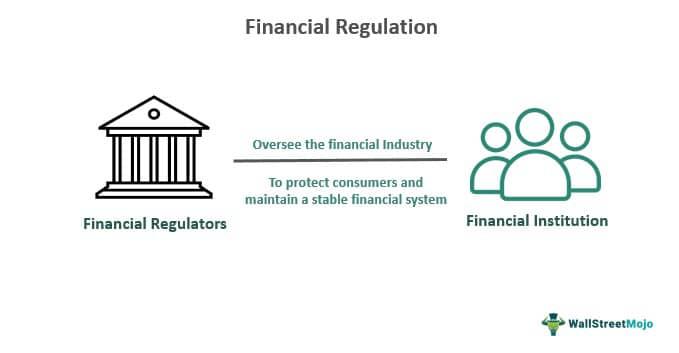 Financial Regulation
Oversee the financial Industry
To protect consumers and
maintain a stable financial system
Financial Regulators
Financial Institution
WallStreetMojo